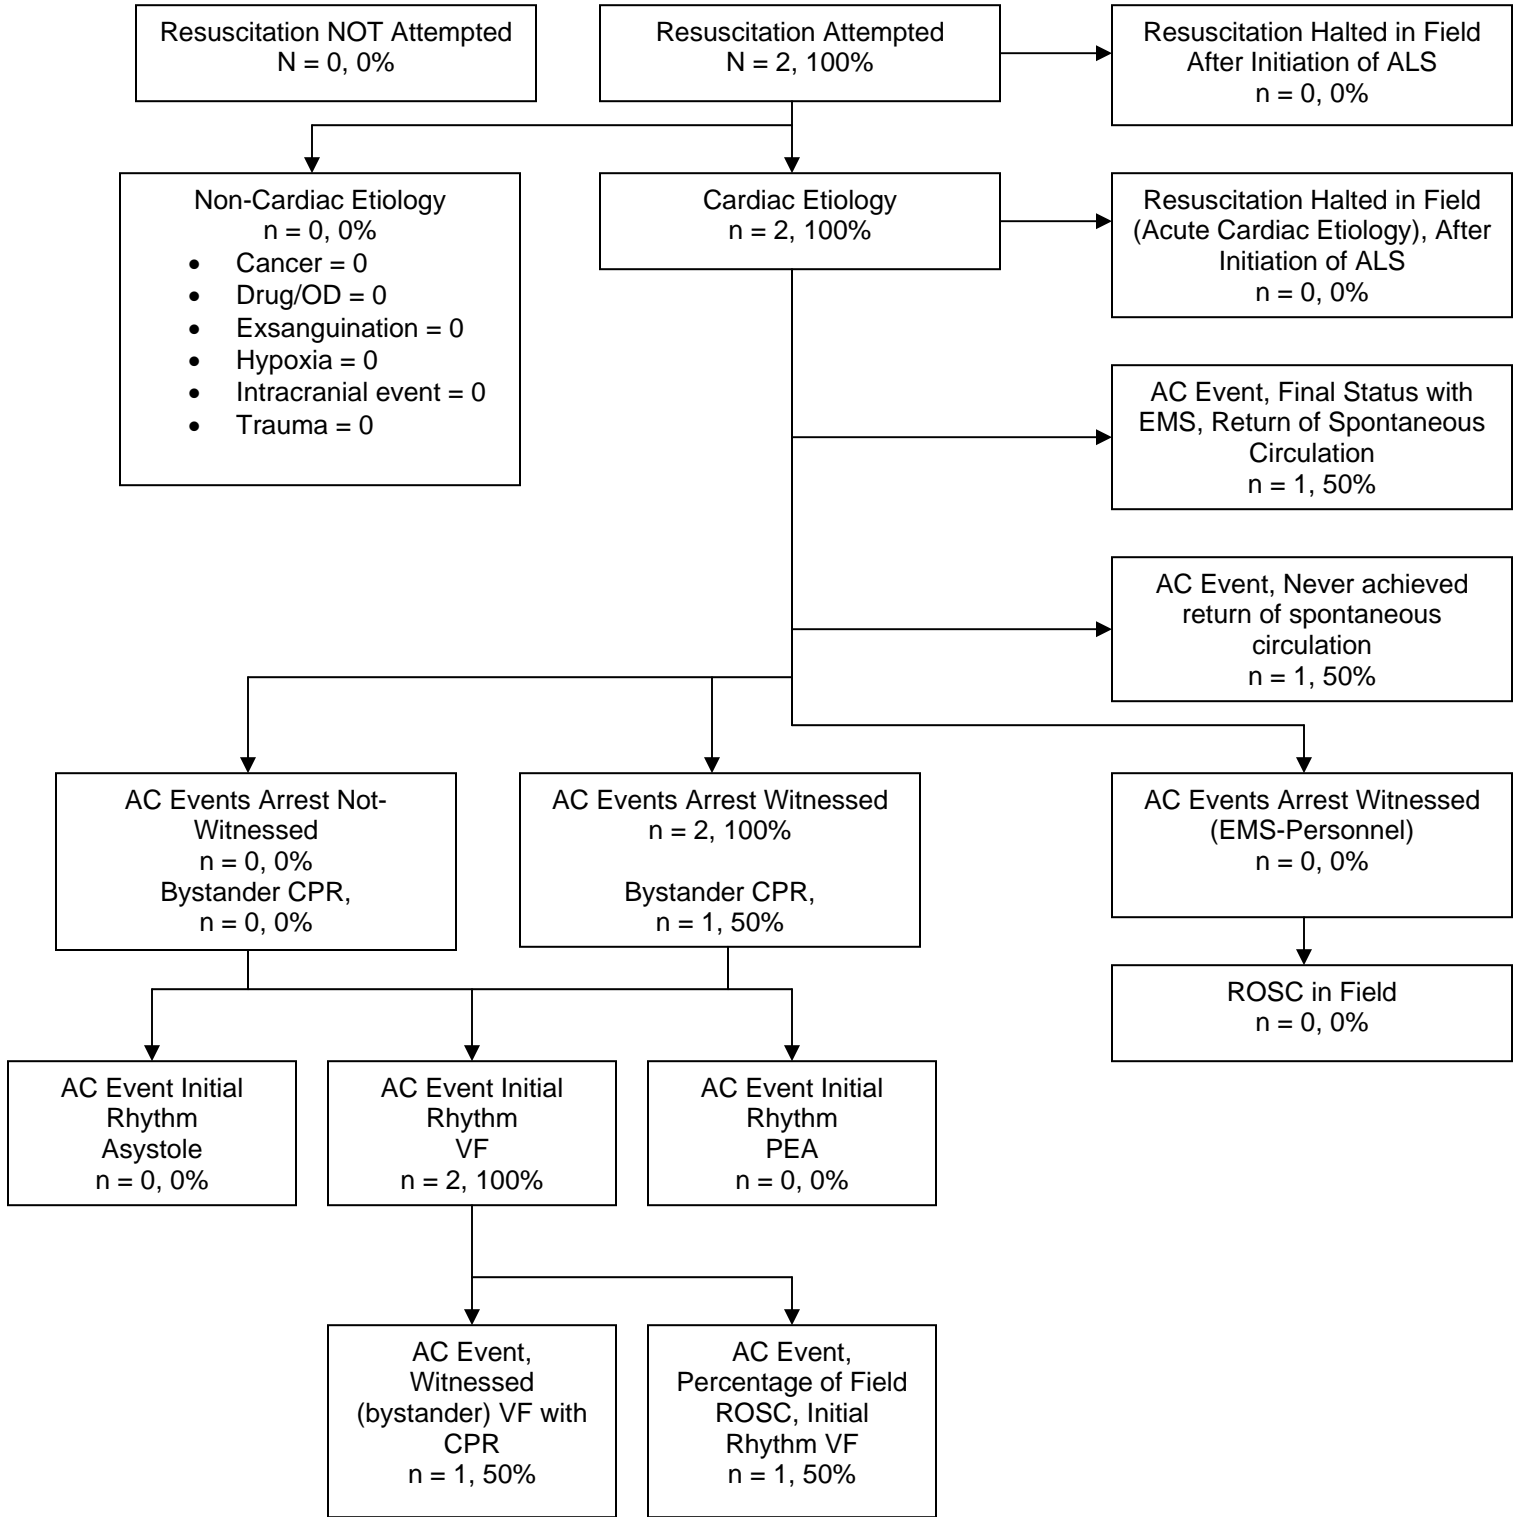 Resuscitation NOT Attempted
N = 0, 0%
Resuscitation Attempted
N = 2, 100%
Resuscitation Halted in Field
After Initiation of ALS
n = 0, 0%
Non-Cardiac Etiology
n = 0, 0%
• Cancer = 0
• Drug/OD = 0
• Exsanguination = 0
• Hypoxia = 0
• Intracranial event = 0
• Trauma = 0
Cardiac Etiology
n = 2, 100%
Resuscitation Halted in Field
(Acute Cardiac Etiology), After
Initiation of ALS
n = 0, 0%
AC Event, Final Status with
EMS, Return of Spontaneous
Circulation
n = 1, 50%
AC Event, Never achieved
return of spontaneous
circulation
n = 1, 50%
AC Events Arrest Not-
Witnessed
n = 0, 0%
Bystander CPR,
n = 0, 0%
AC Events Arrest Witnessed
n = 2, 100%
Bystander CPR,
n = 1, 50%
AC Events Arrest Witnessed
(EMS-Personnel)
n = 0, 0%
ROSC in Field
n = 0, 0%
AC Event Initial
Rhythm
Asystole
n = 0, 0%
AC Event Initial
Rhythm
VF
n = 2, 100%
AC Event Initial
Rhythm
PEA
n = 0, 0%
AC Event,
Witnessed
(bystander) VF with
CPR
n = 1, 50%
AC Event,
Percentage of Field
ROSC, Initial
Rhythm VF
n = 1, 50%